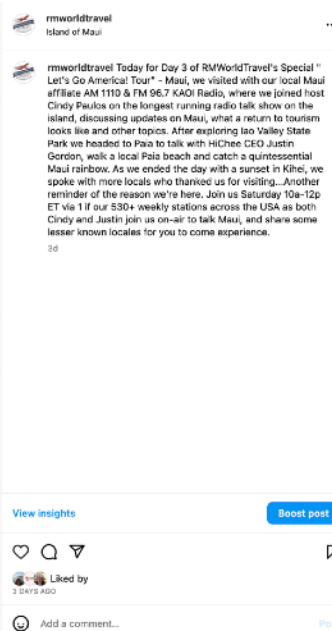 rmworldtravel
Island of Maui
rmworldtravel Today for Day 3 of RMWorldTravel's Special "
Let's Go America! Tour" - Maui, we visited with our local Maui
affiliate AM 1110 & FM 96.7 KAOI Radio, where we joined host
Cindy Paulos on the longest running radio talk show on the
island, discussing updates on Maui, what a return to tourism
looks like and other topics. After exploring Iao Valley State
Park we headed to Paia to talk with HiChee CEO Justin
Gordon, walk a local Paia beach and catch a quintessential
Maui rainbow. As we ended the day with a sunset in Kihei, we
spoke with more locals who thanked us for visiting...Another
reminder of the reason we're here. Join us Saturday 10a-12p
ET via 1 if our 530+ weekly stations across the USA as both
Cindy and Justin join us on-air to talk Maui, and share some
lesser known locales for you to come experience.
3d
View insights
Boost post
Liked by
3 DAYS AGO
Add a comment...
Po